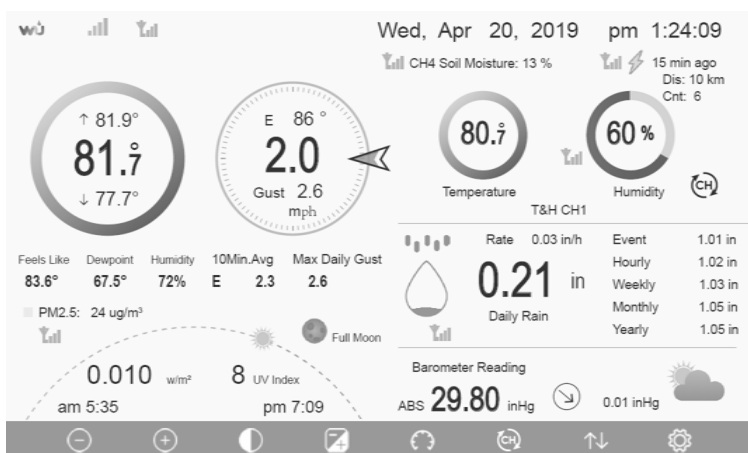 wu
Wed, Apr 20, 2019 pm 1:24:09
CH4 Soil Moisture: 13 %
15 min ago
Dis: 10 km
Cnt: 6
↑ 81.9°
81.7°
↓ 77.7°
E 86 °
2.0
Gust 2.6
mph
80.7°
Temperature
60 %
Humidity
CH
T&H CH1
Feels Like Dewpoint Humidity 10Min.Avg Max Daily Gust
83.6° 67.5° 72% E 2.3 2.6
PM2.5: 24 ug/m³
Full Moon
0.010 w/m² 8 UV Index
am 5:35 pm 7:09
Rate 0.03 in/h
0.21 in
Daily Rain
Event 1.01 in
Hourly 1.02 in
Weekly 1.03 in
Monthly 1.05 in
Yearly 1.05 in
Barometer Reading
ABS 29.80 inHg 0.01 inHg
CH